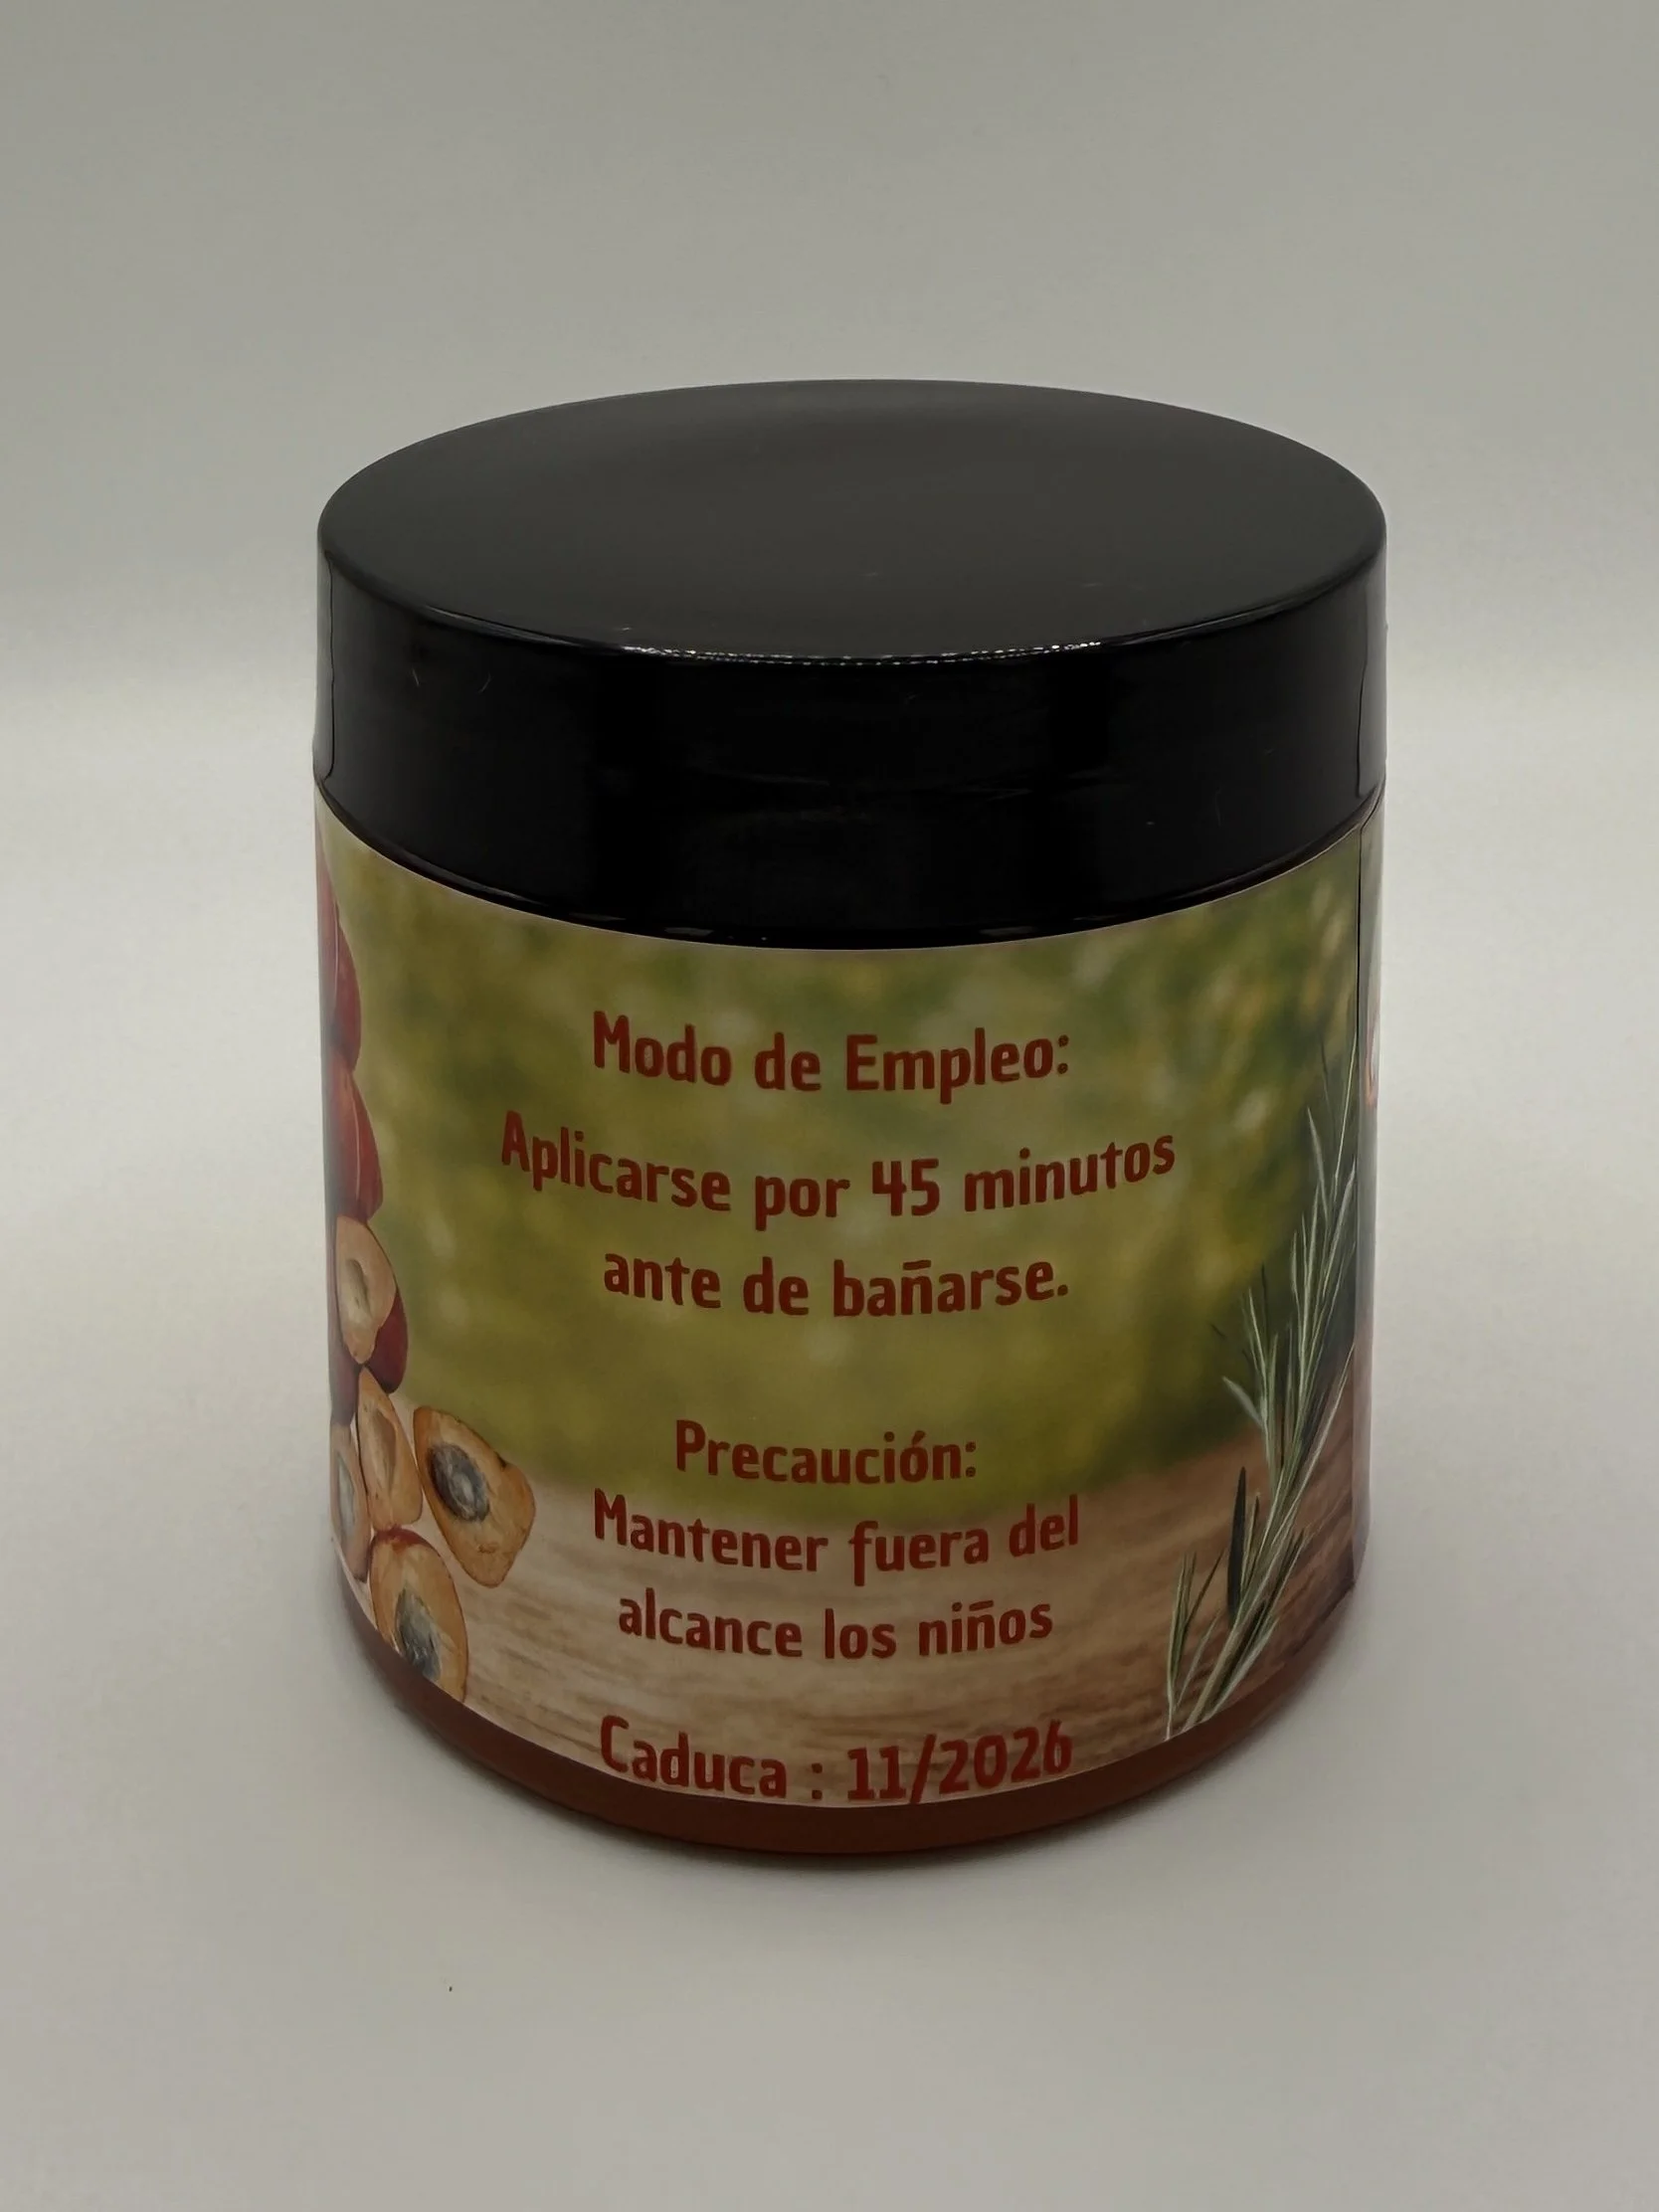 Modo de Empleo:
Aplicarse por 45 minutos
ante de bañarse.
Precaución:
Mantener fuera del
alcance los niños
Caduca : 11/2026